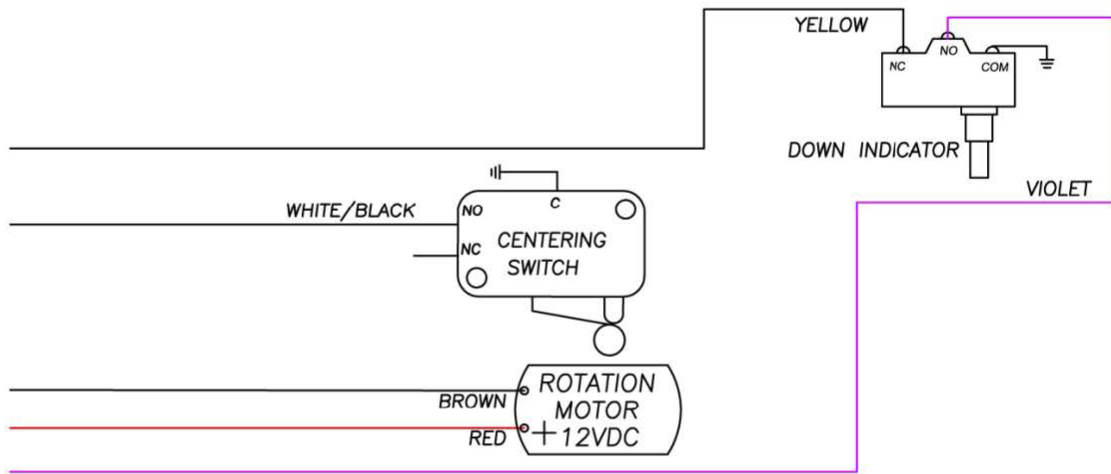 YELLOW
NC
NO
COM
DOWN INDICATOR
VIOLET
WHITE/BLACK
NO
C
NC
CENTERING
SWITCH
BROWN
RED
ROTATION
MOTOR
+12VDC